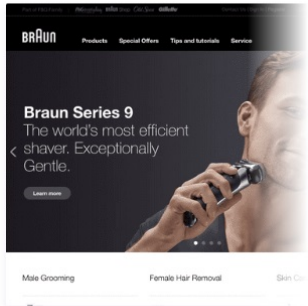 BRAUN
Products Special Offers Tips and tutorials Service
Braun Series 9
The world's most efficient
shaver. Exceptionally
Gentle.
Learn more
Male Grooming Female Hair Removal